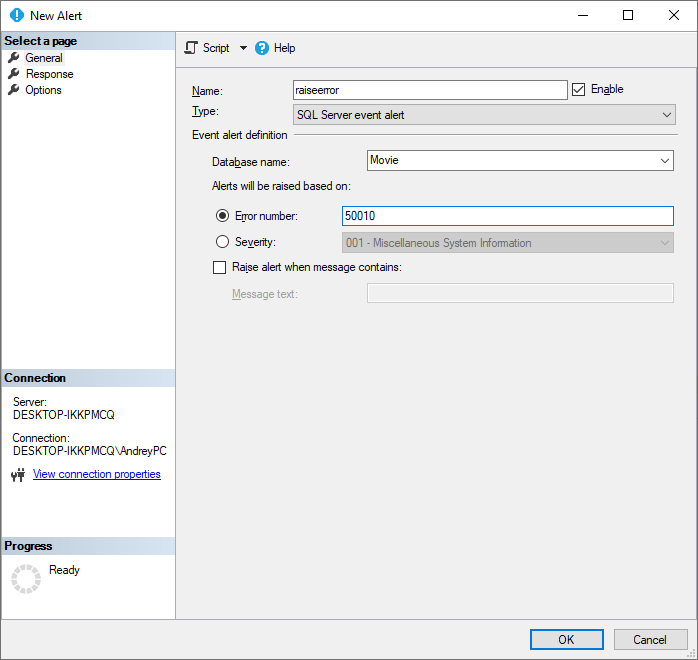 New Alert
Select a page
General
Response
Options
Script
Help
Name:
raiseerror
Enable
Type:
SQL Server event alert
Event alert definition
Database name:
Movie
Alerts will be raised based on:
Error number:
50010
Severity:
001 - Miscellaneous System Information
Raise alert when message contains:
Message text:
Connection
Server:
DESKTOP-IKKPMCQ
Connection:
DESKTOP-IKKPMCQ\AndreyPC
View connection properties
Progress
Ready
OK
Cancel